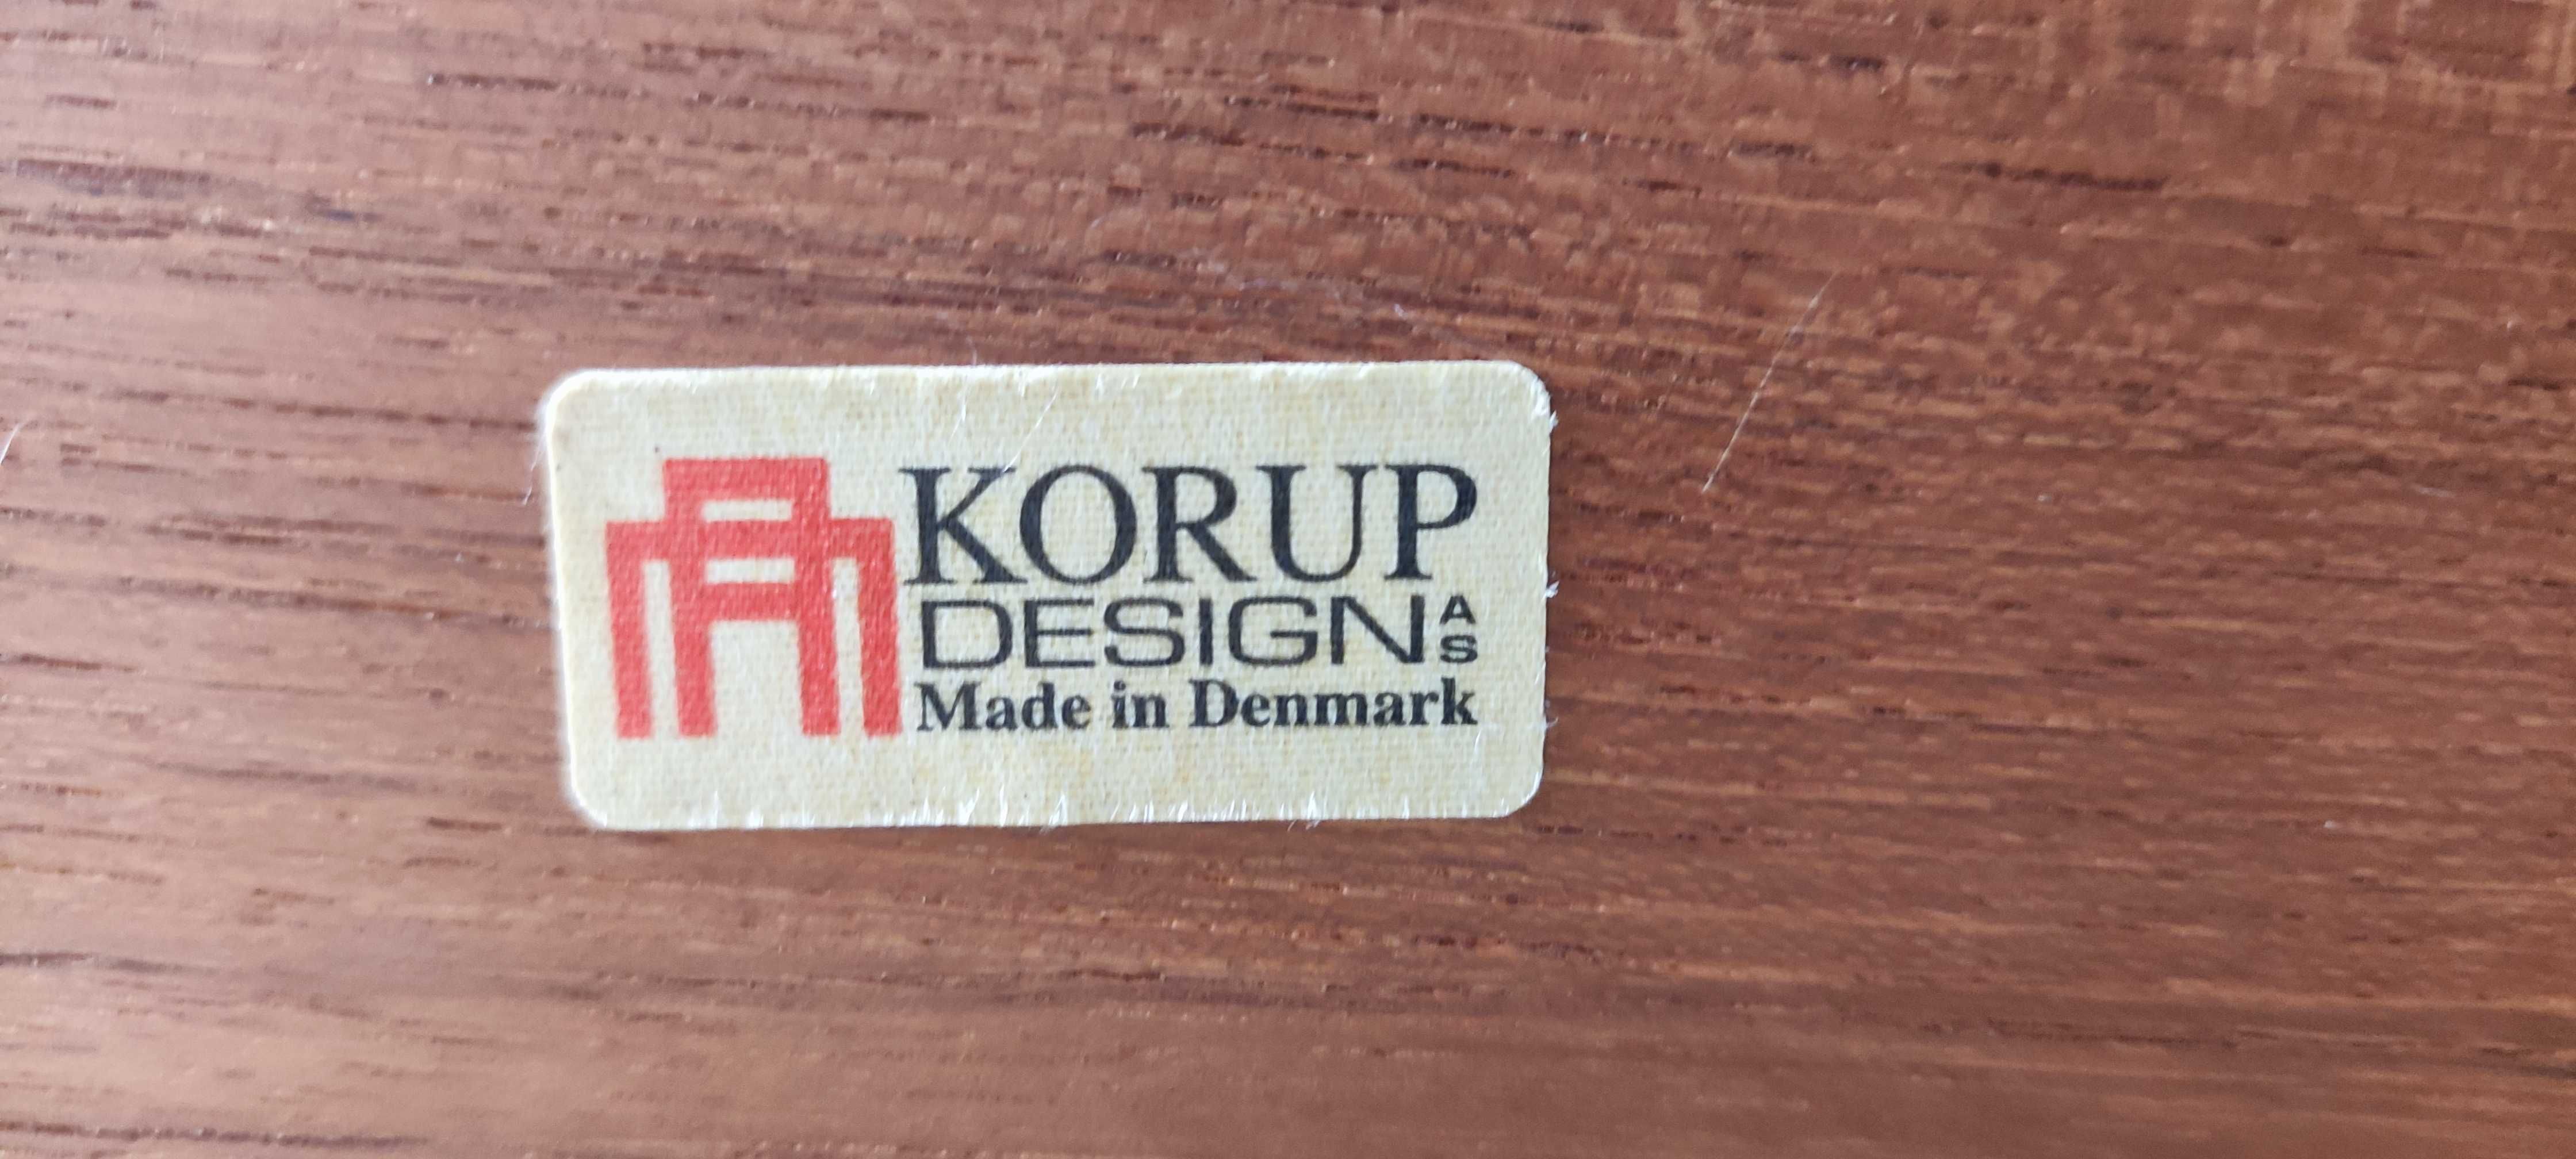 KORUP
DESIGN AS
Made in Denmark